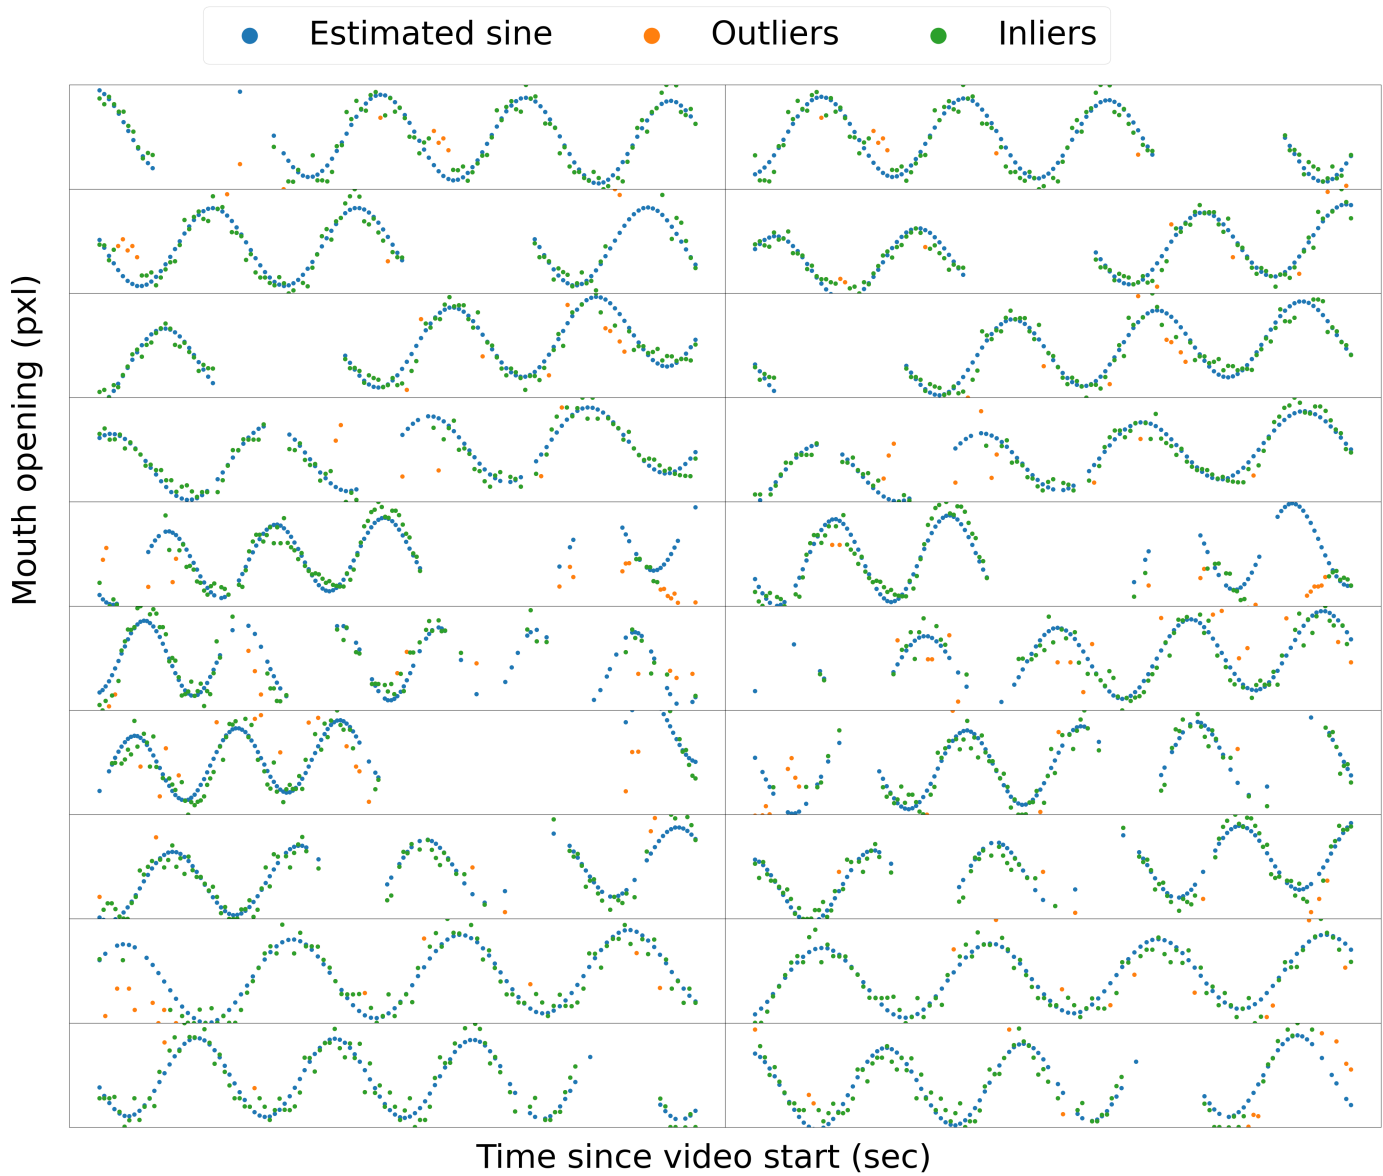 Estimated sine Outliers Inliers
Mouth opening (pxl)
Time since video start (sec)